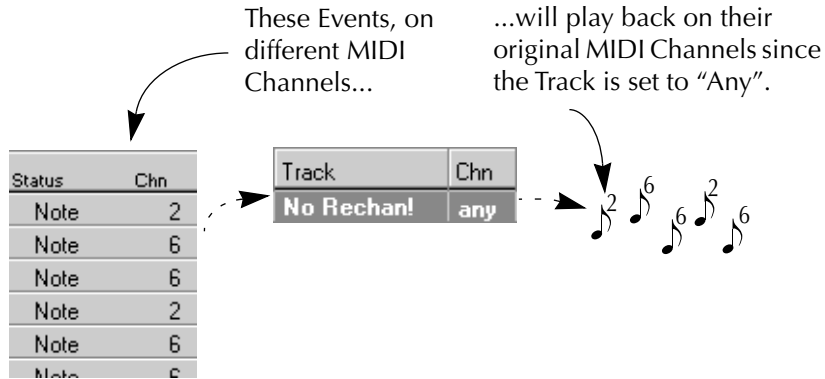 These Events, on
different MIDI
Channels...
...will play back on their
original MIDI Channels since
the Track is set to “Any”.
Status Chn
Note 2
Note 6
Note 6
Note 2
Note 6
Note 6
Track Chn
No Rechan! any
2 6 6 2 6